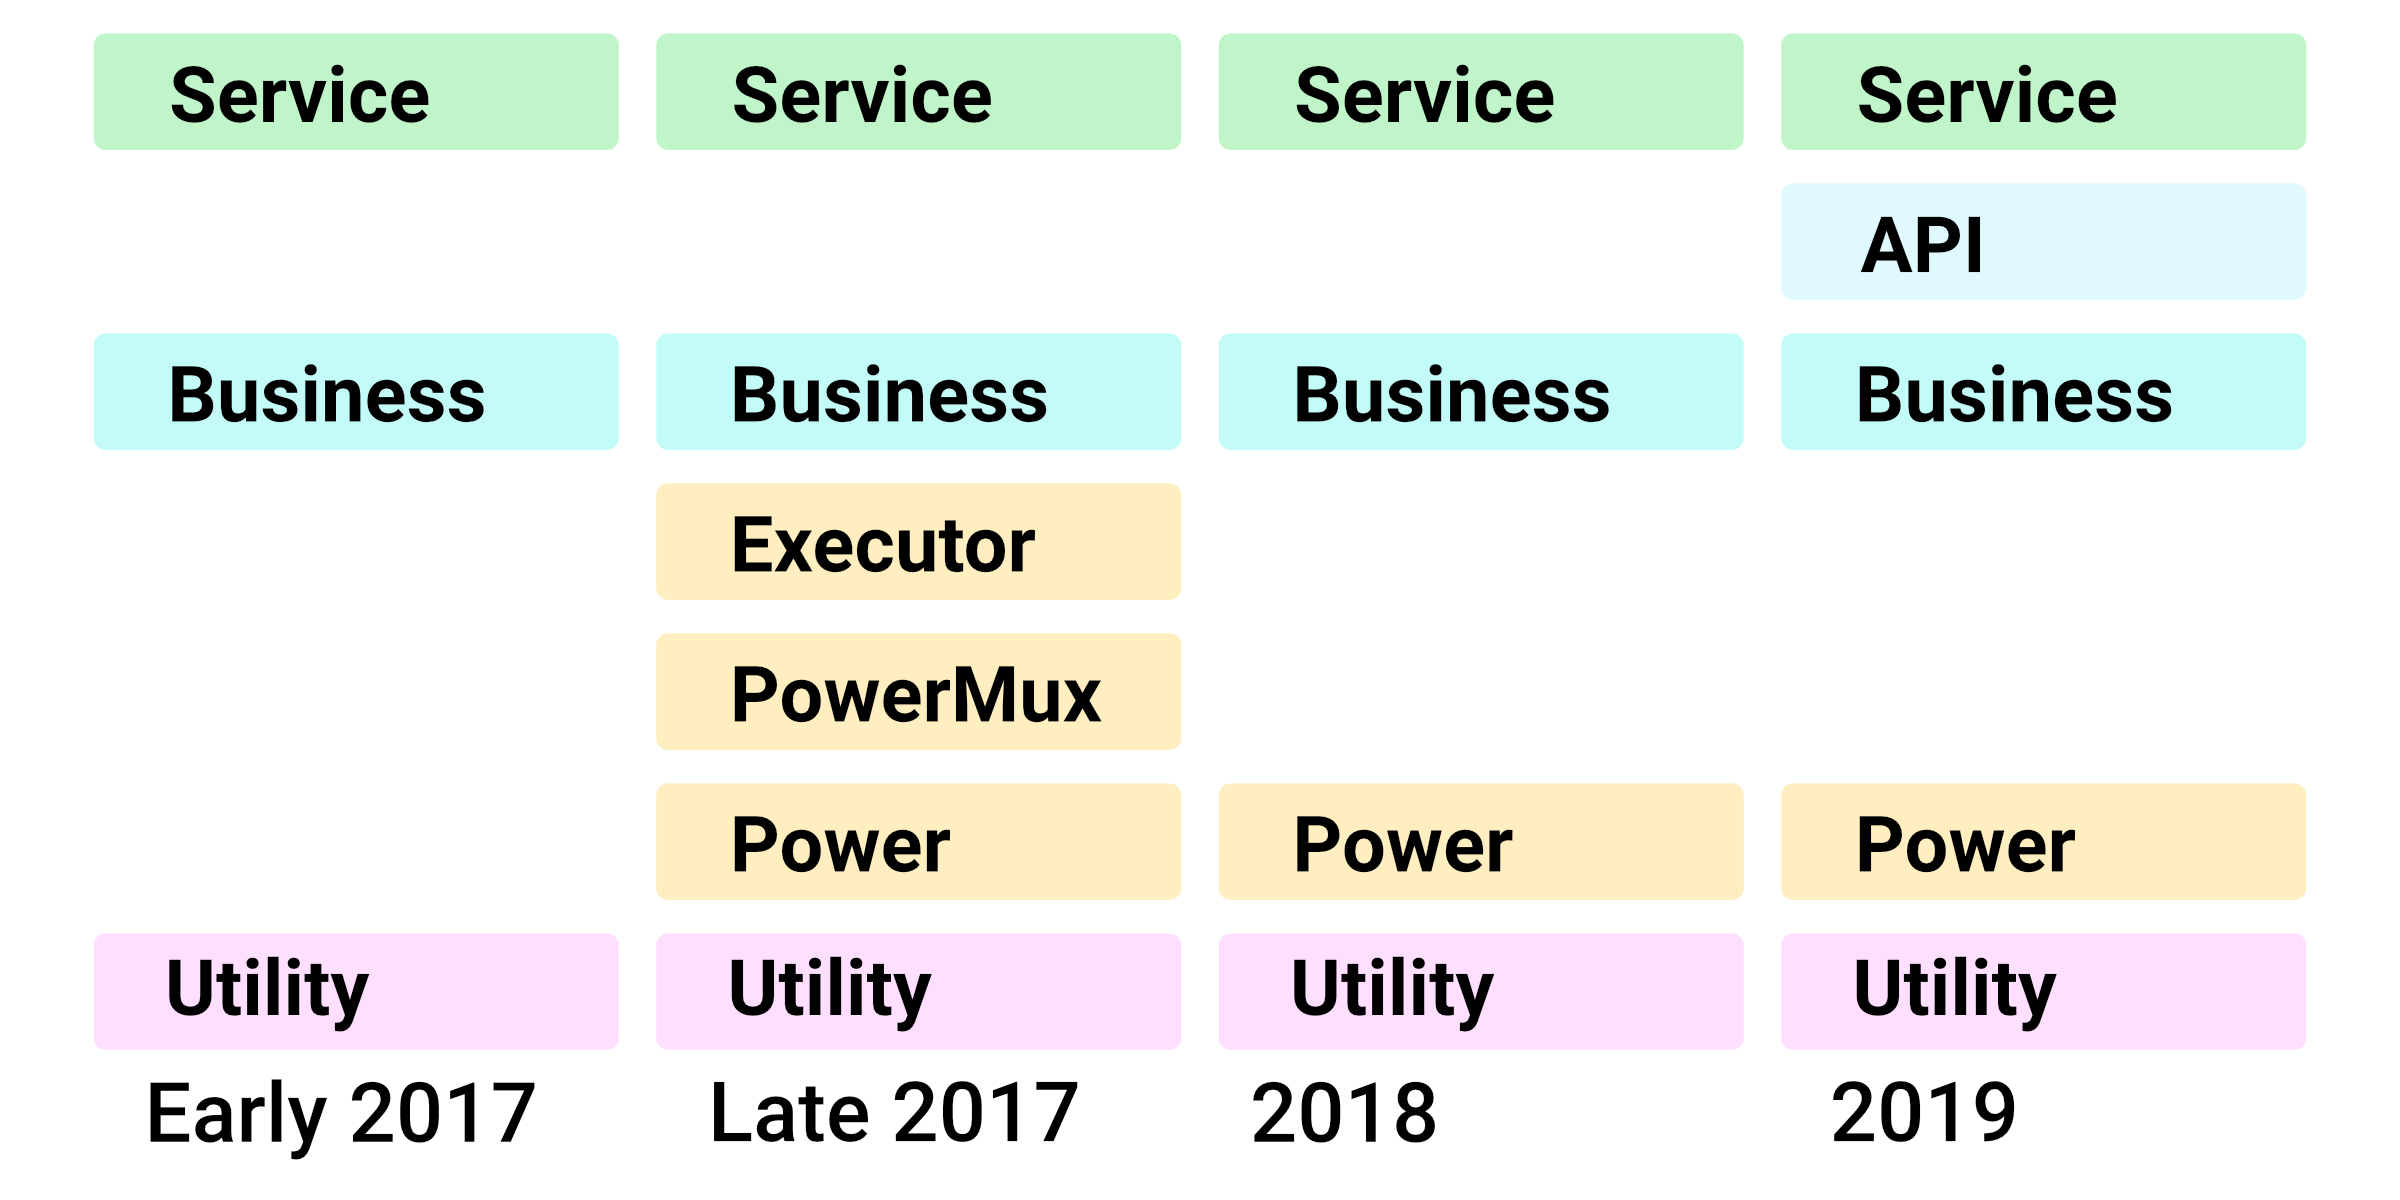 Service Service Service Service
API
Business Business Business Business
Executor
PowerMux
Power Power Power
Utility Utility Utility Utility
Early 2017 Late 2017 2018 2019